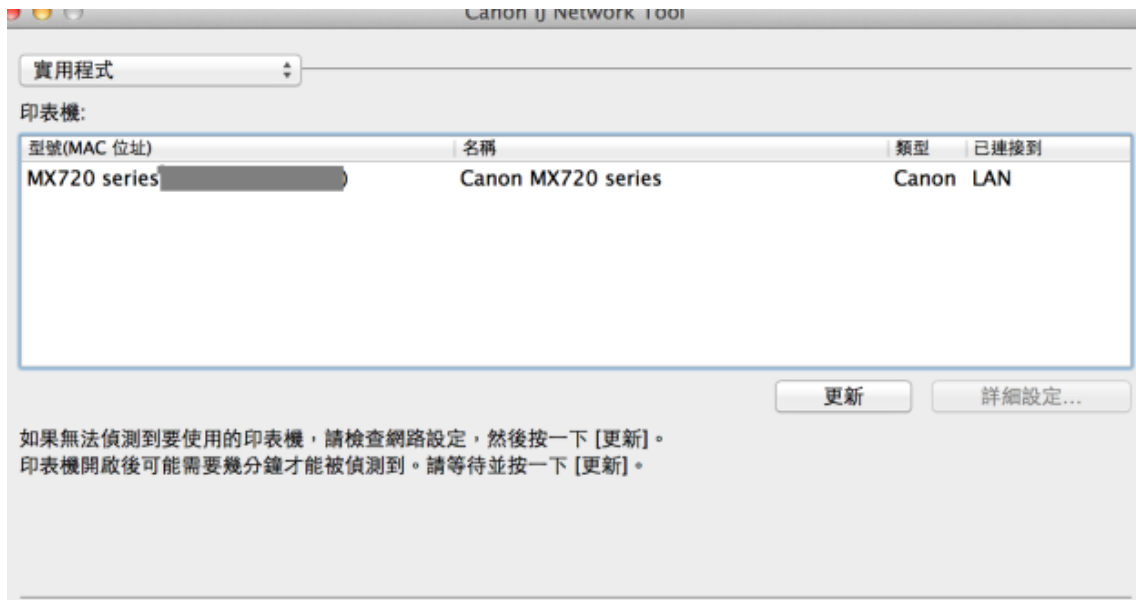 Canon IJ Network Tool
實用程式
印表機:
型號(MAC 位址) 名稱 類型 已連接到
MX720 series ) Canon MX720 series Canon LAN
更新 詳細設定...
如果無法偵測到要使用的印表機，請檢查網路設定，然後按一下 [更新]。
印表機開啟後可能需要幾分鐘才能被偵測到。請等待並按一下 [更新]。